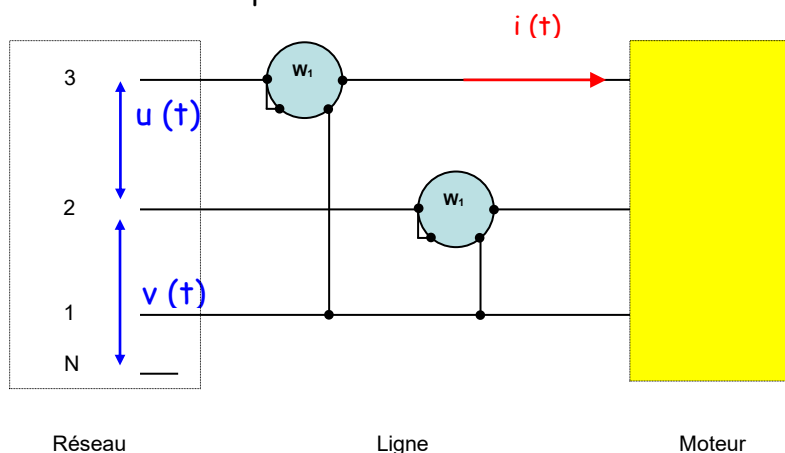 i (t)
3
W₁
u (t)
2
W₁
v (t)
1
N
Réseau Ligne Moteur